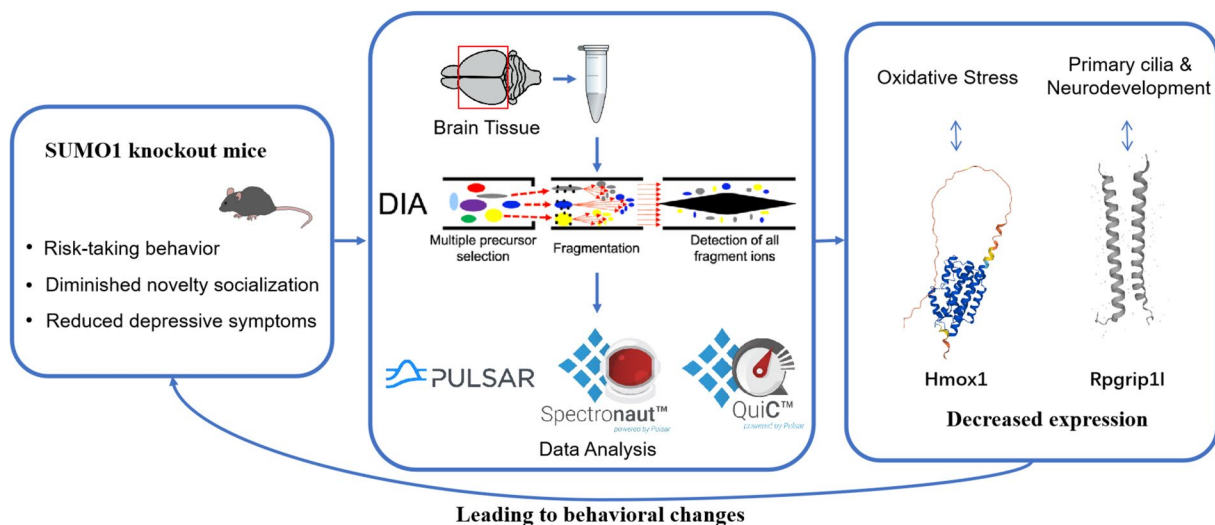 SUMO1 knockout mice
• Risk-taking behavior
• Diminished novelty socialization
• Reduced depressive symptoms
Brain Tissue
DIA
Multiple precursor
selection
Fragmentation
Detection of all
fragment ions
PULSAR
Spectronaut™
powered by Pulsar
QuiC™
powered by Pulsar
Data Analysis
Oxidative Stress
Primary cilia &
Neurodevelopment
Hmox1
Rpgrip1l
Decreased expression
Leading to behavioral changes